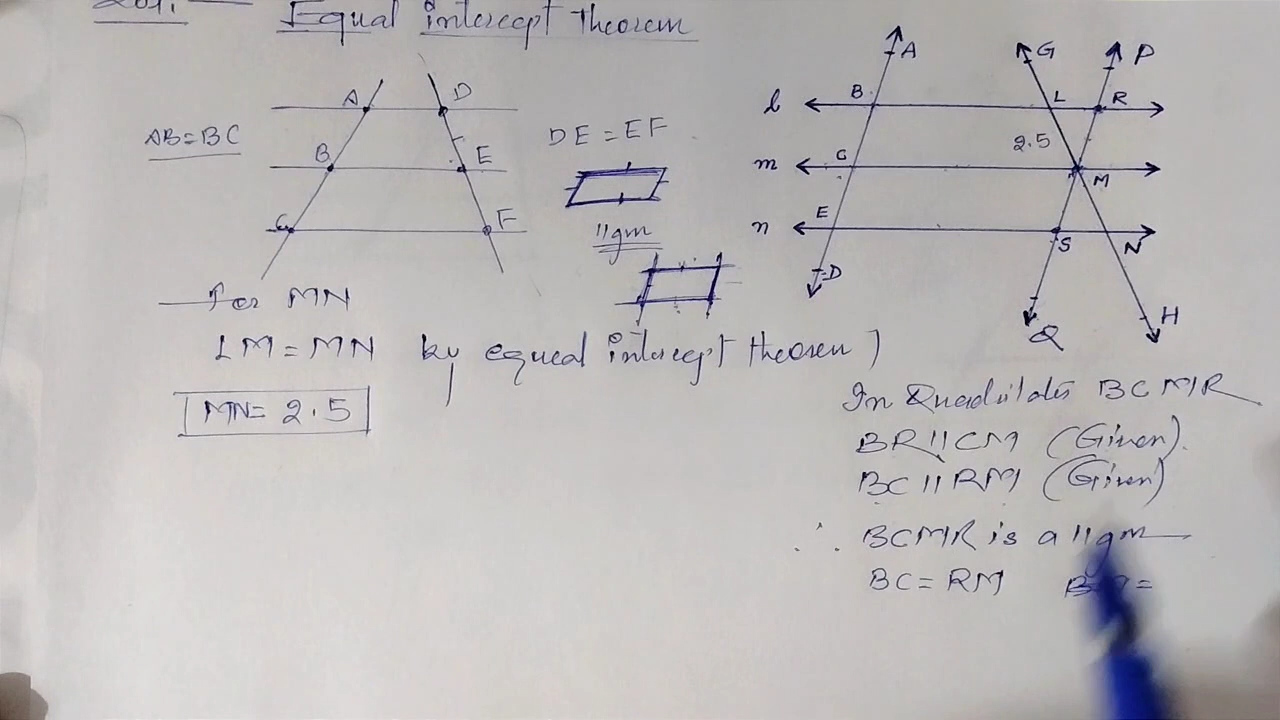 Soln.
Equal intercept Theorem
A D
AB=BC
B E
C F
DE = EF
//gm
A G P
l B L R
2.5
m C M
n E S N
D Q H
For MN
LM = MN by equal intercept theorem)
MN = 2.5
In BCMR
BR || CM (Given).
BC || RM (Given)
∴ BCMR is a //gm
BC = RM